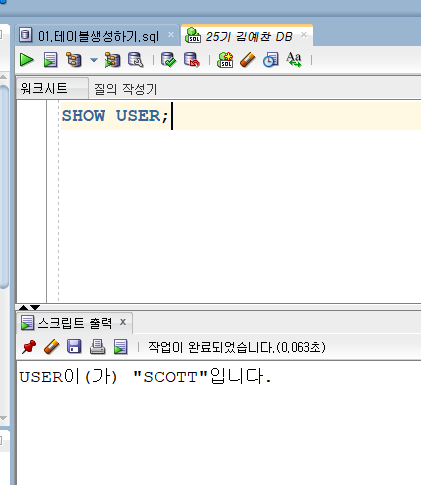 01.테이블생성하기.sql
25기 김예찬 DB
워크시트 질의 작성기
SHOW USER;
스크립트 출력 x
작업이 완료되었습니다.(0.063초)
USER이(가) "SCOTT"입니다.